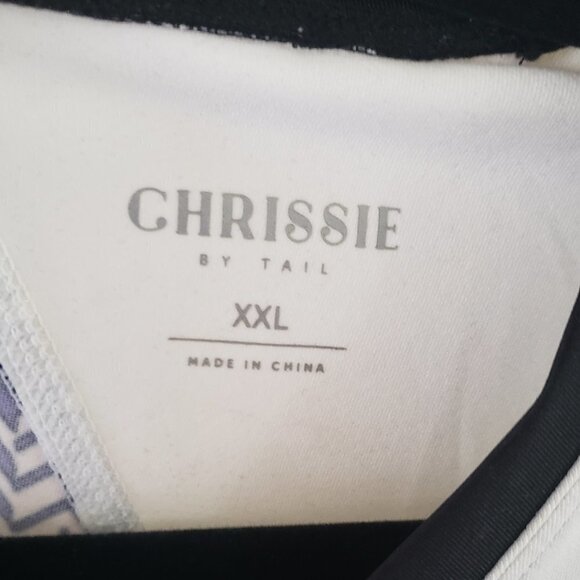 CHRISSIE
BY TAIL
XXL
MADE IN CHINA